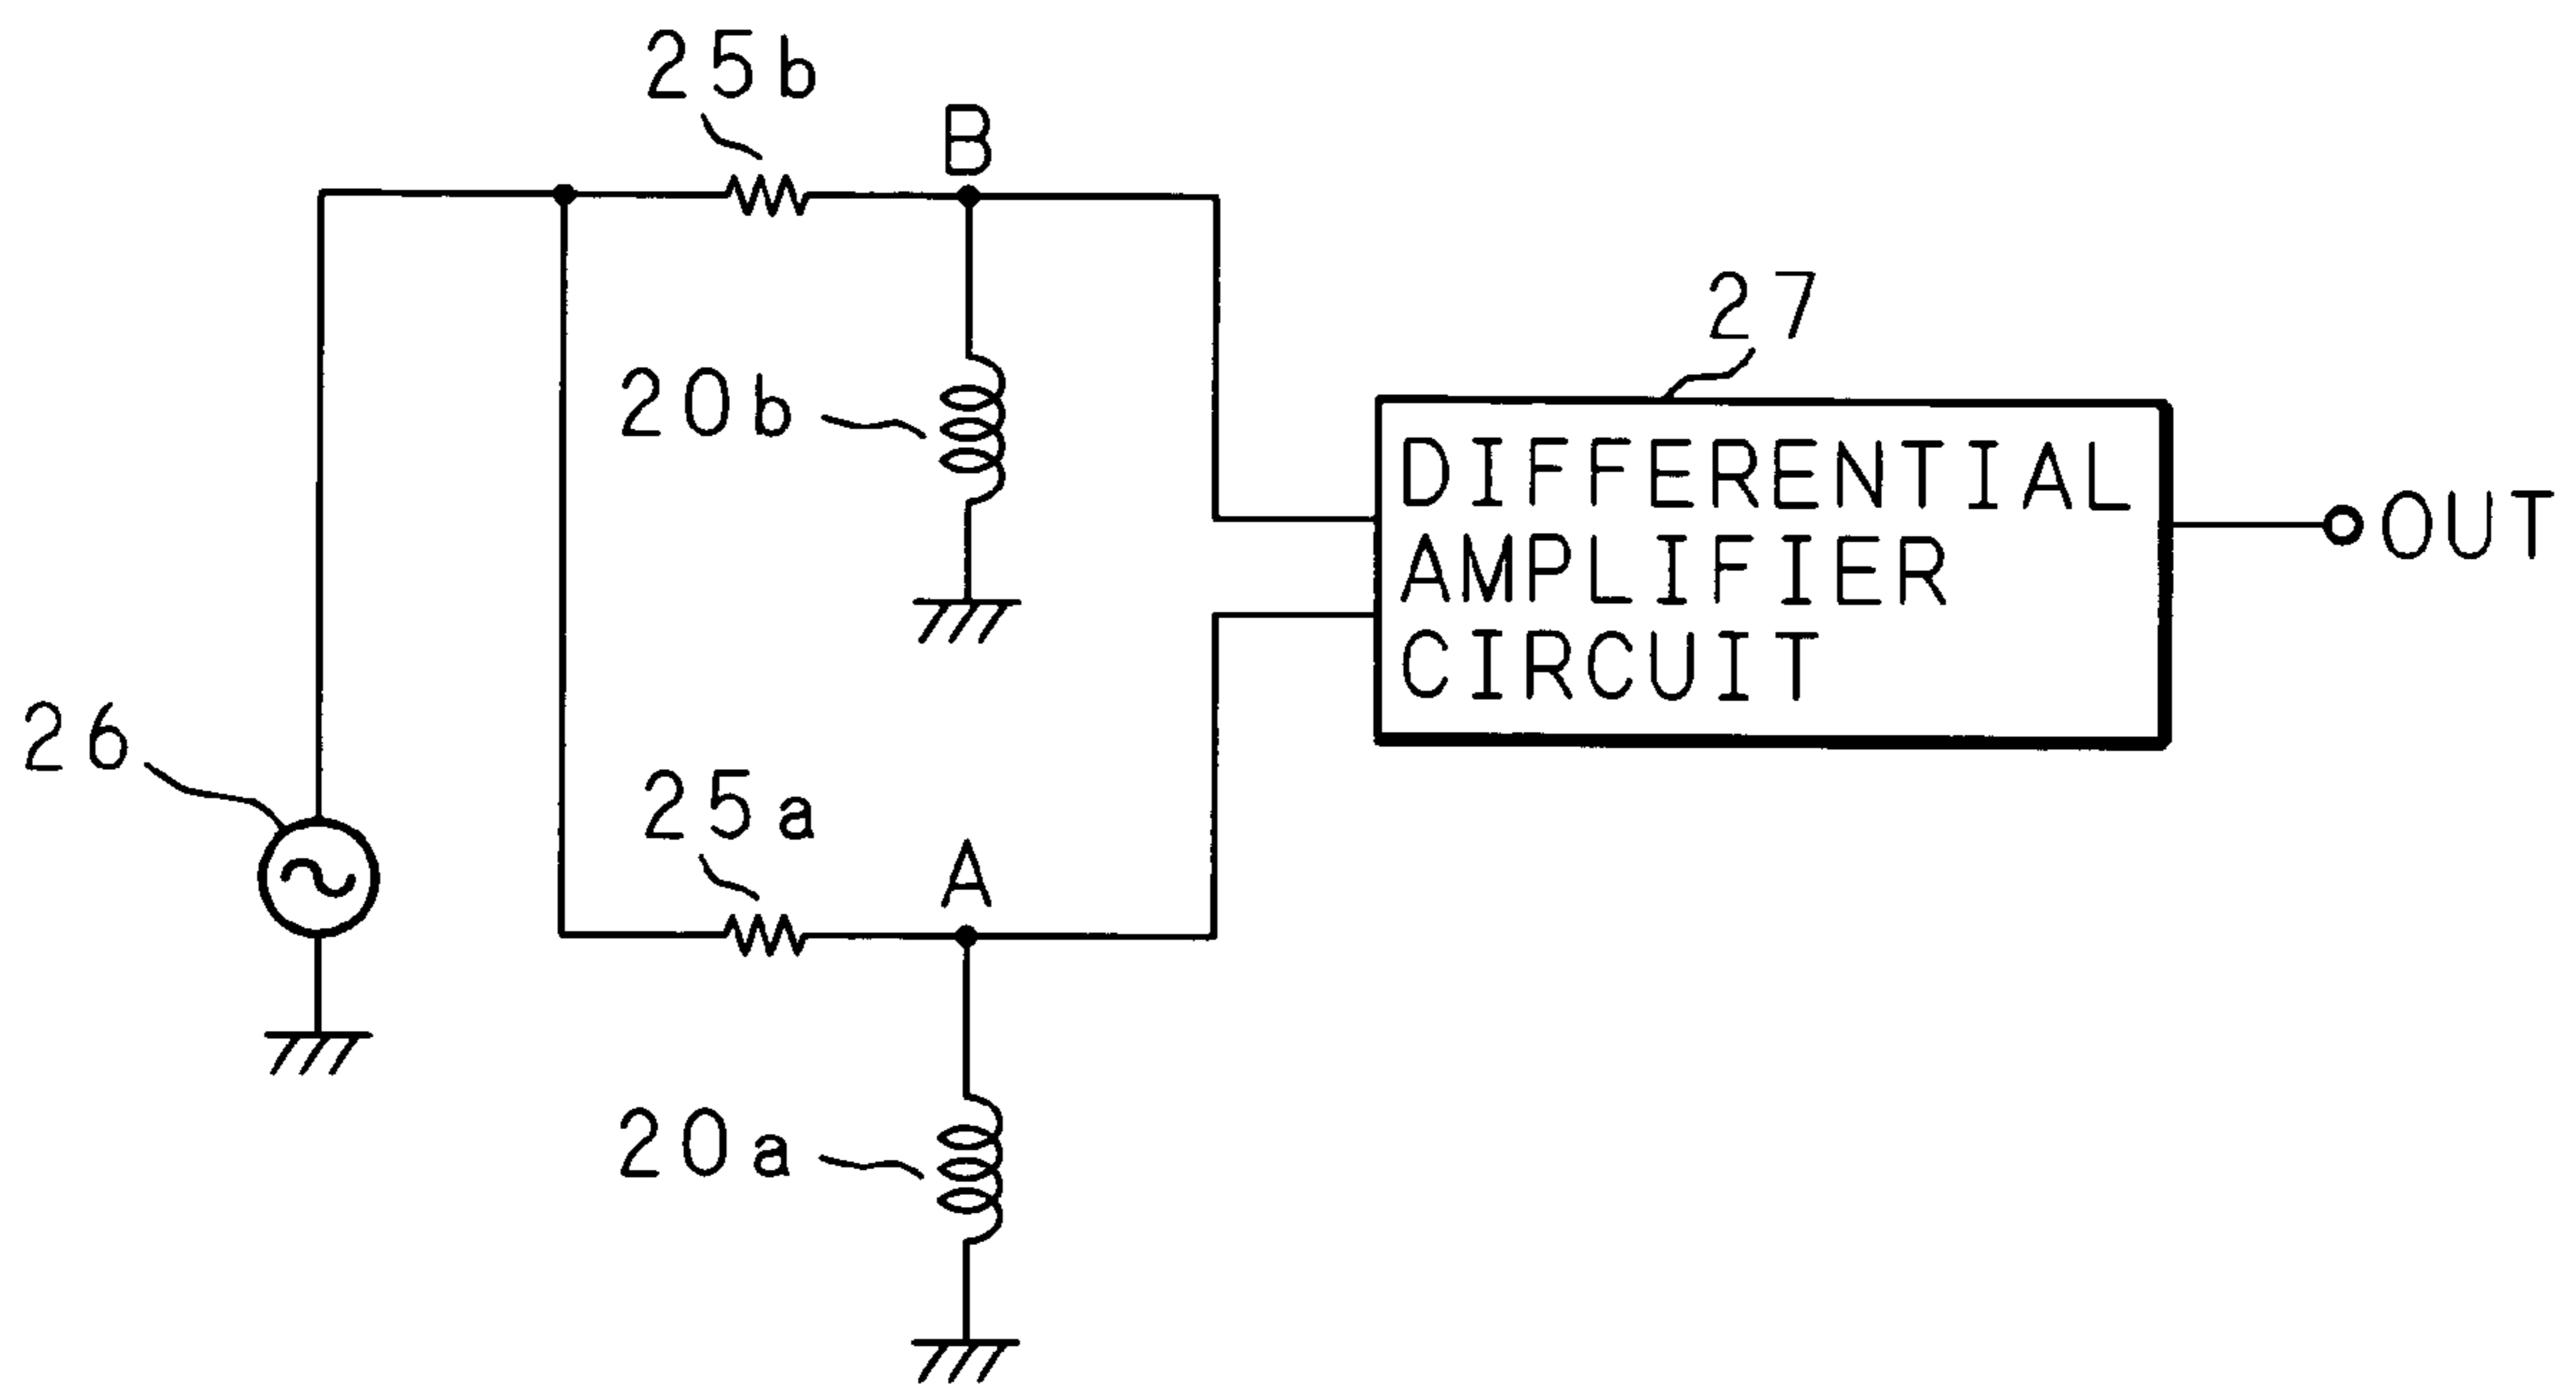 25b
B
27
20b
DIFFERENTIAL
AMPLIFIER
CIRCUIT
OUT
26
25a
A
20a